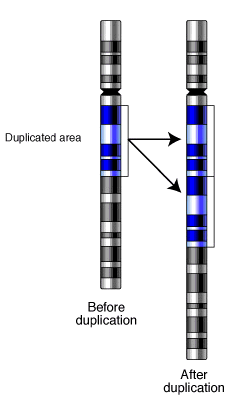 Duplicated area
Before
duplication
After
duplication